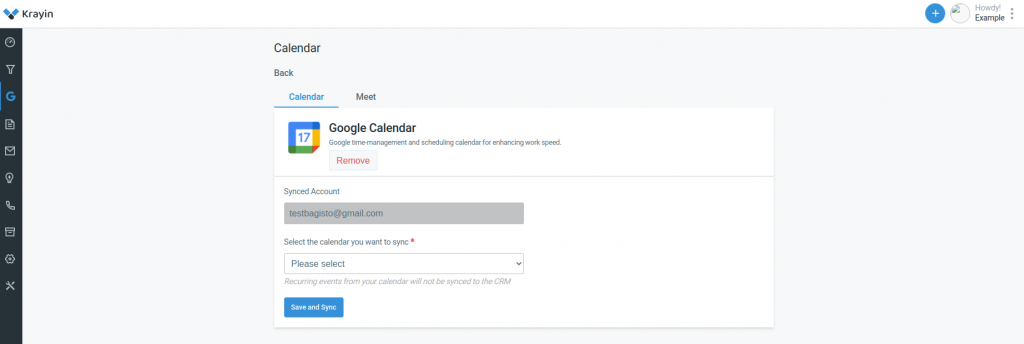 Krayin
+
Howdy!
Example
Calendar
Back
Calendar Meet
17
Google Calendar
Google time-management and scheduling calendar for enhancing work speed.
Remove
Synced Account
testbagisto@gmail.com
Select the calendar you want to sync *
Please select
Recurring events from your calendar will not be synced to the CRM
Save and Sync